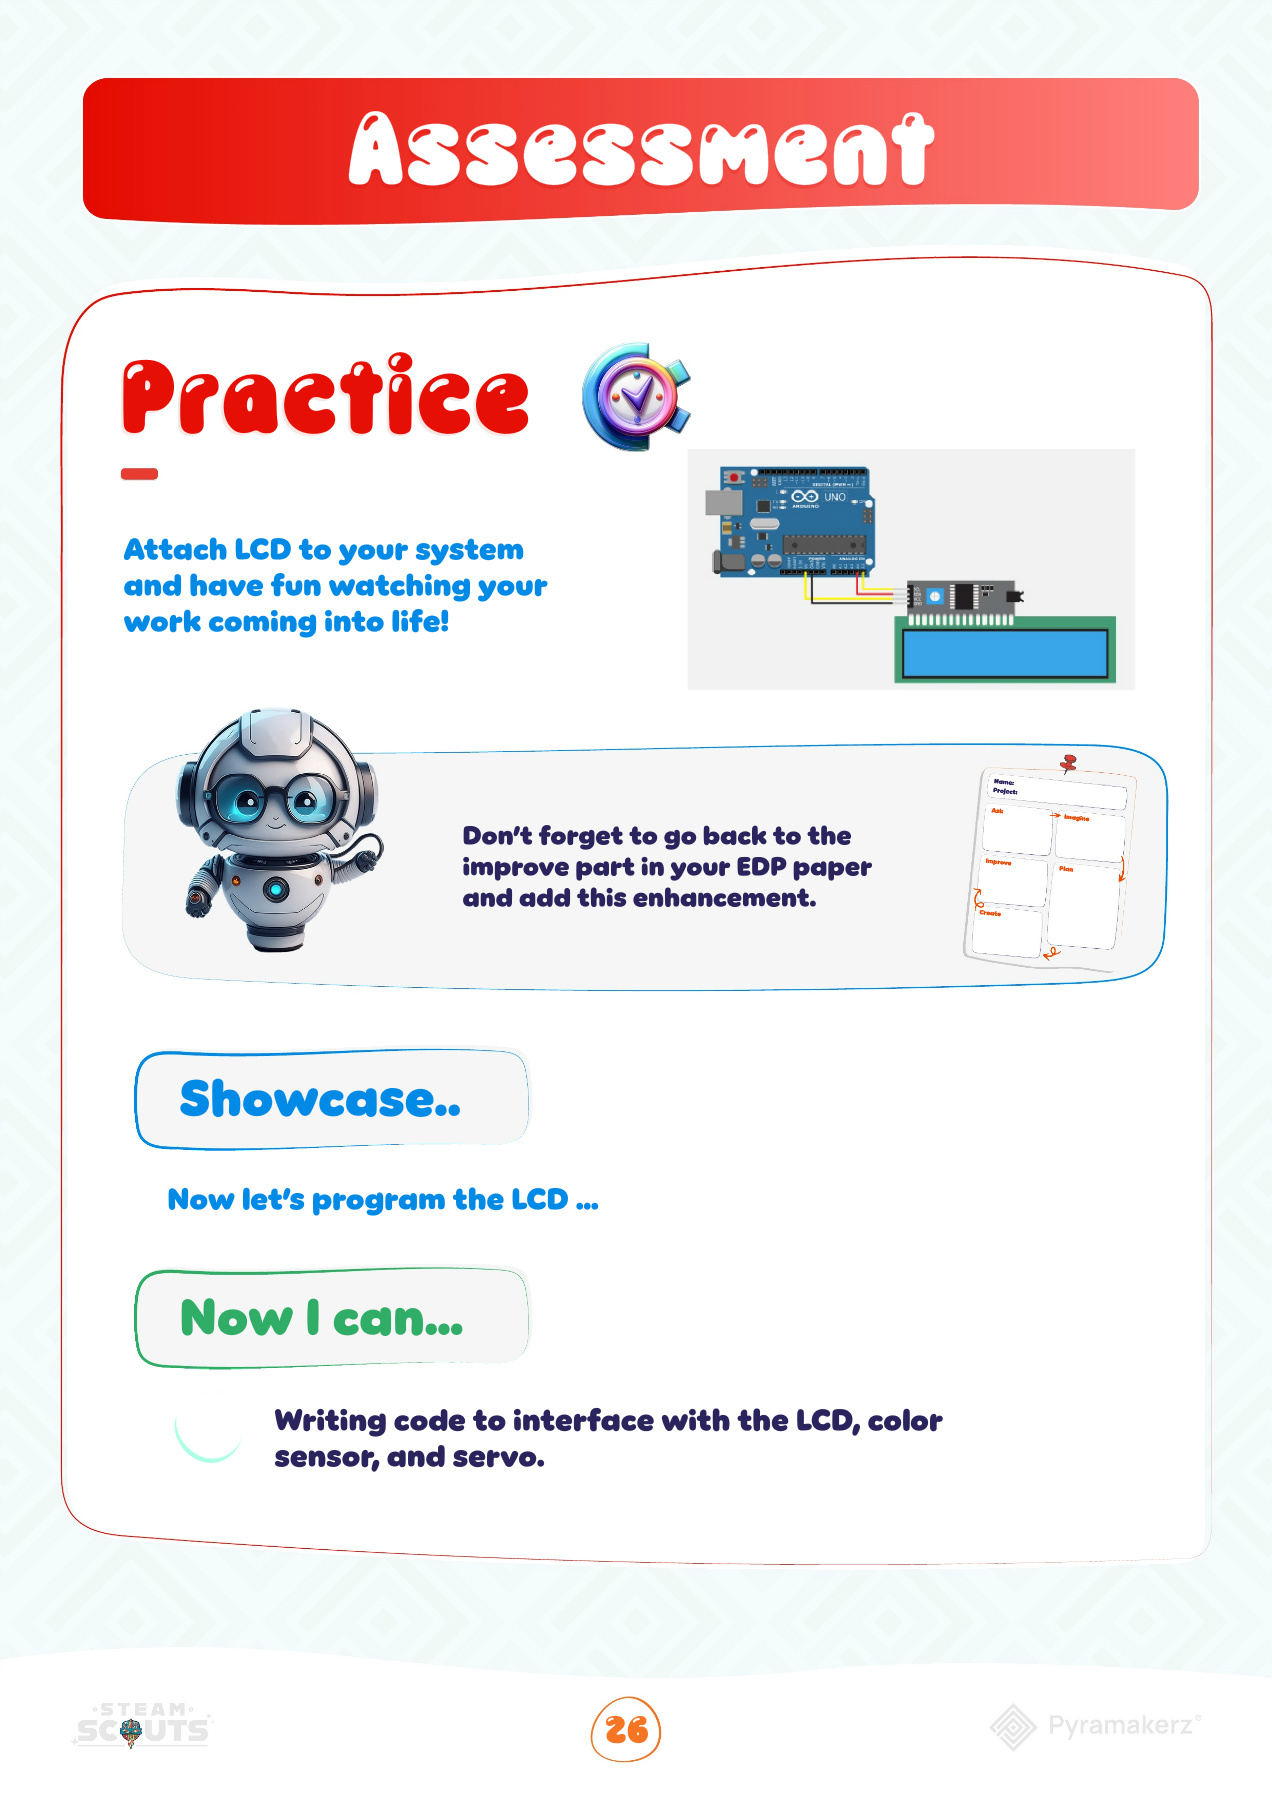 Assessment
Practice
Attach LCD to your system
and have fun watching your
work coming into life!
UNO
ARDUINO
Don't forget to go back to the
improve part in your EDP paper
and add this enhancement.
Name:
Project:
Ask
Imagine
Improve
Plan
Create
Showcase..
Now let's program the LCD ...
Now I can...
Writing code to interface with the LCD, color
sensor, and servo.
STEAM
SCOUTS
26
Pyramakerz